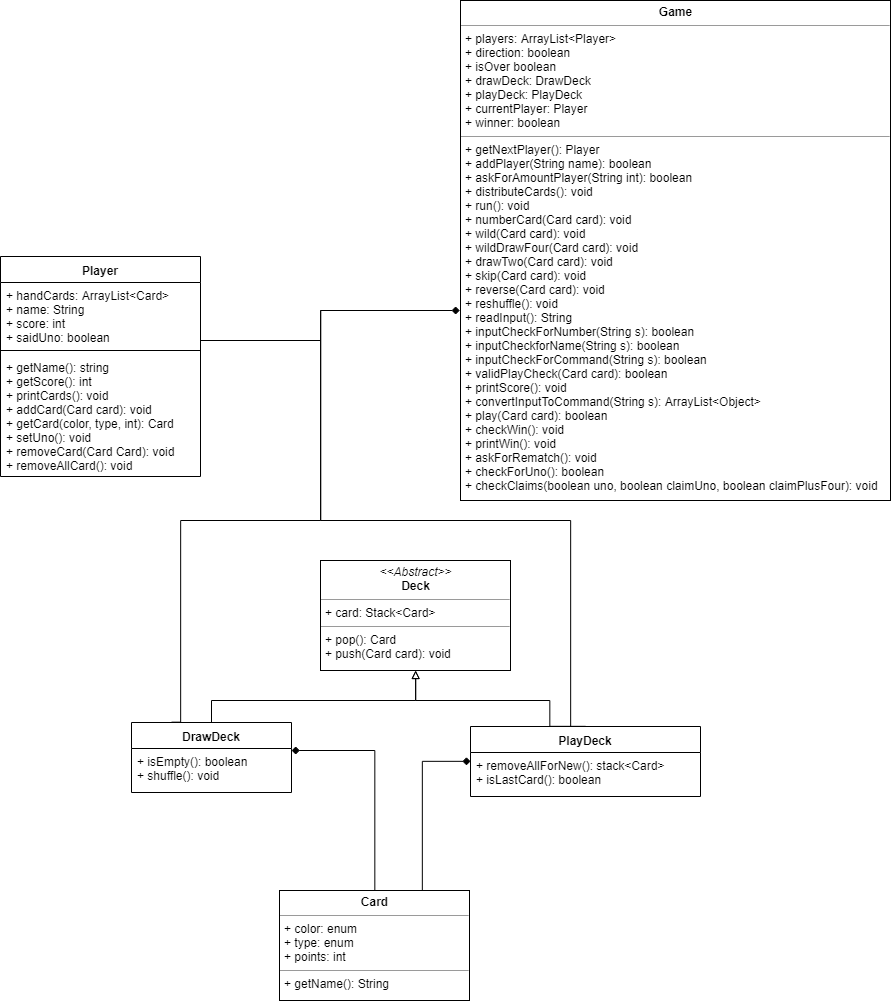 Game
+ players: ArrayList<Player>
+ direction: boolean
+ isOver boolean
+ drawDeck: DrawDeck
+ playDeck: PlayDeck
+ currentPlayer: Player
+ winner: boolean
+ getNextPlayer(): Player
+ addPlayer(String name): boolean
+ askForAmountPlayer(String int): boolean
+ distributeCards(): void
+ run(): void
+ numberCard(Card card): void
+ wild(Card card): void
+ wildDrawFour(Card card): void
+ drawTwo(Card card): void
+ skip(Card card): void
+ reverse(Card card): void
+ reshuffle(): void
+ readInput(): String
+ inputCheckForNumber(String s): boolean
+ inputCheckforName(String s): boolean
+ inputCheckForCommand(String s): boolean
+ validPlayCheck(Card card): boolean
+ printScore(): void
+ convertInputToCommand(String s): ArrayList<Object>
+ play(Card card): boolean
+ checkWin(): void
+ printWin(): void
+ askForRematch(): void
+ checkForUno(): boolean
+ checkClaims(boolean uno, boolean claimUno, boolean claimPlusFour): void
Player
+ handCards: ArrayList<Card>
+ name: String
+ score: int
+ saidUno: boolean
+ getName(): string
+ getScore(): int
+ printCards(): void
+ addCard(Card card): void
+ getCard(color, type, int): Card
+ setUno(): void
+ removeCard(Card Card): void
+ removeAllCard(): void
<<Abstract>>
Deck
+ card: Stack<Card>
+ pop(): Card
+ push(Card card): void
DrawDeck
+ isEmpty(): boolean
+ shuffle(): void
PlayDeck
+ removeAllForNew(): stack<Card>
+ isLastCard(): boolean
Card
+ color: enum
+ type: enum
+ points: int
+ getName(): String